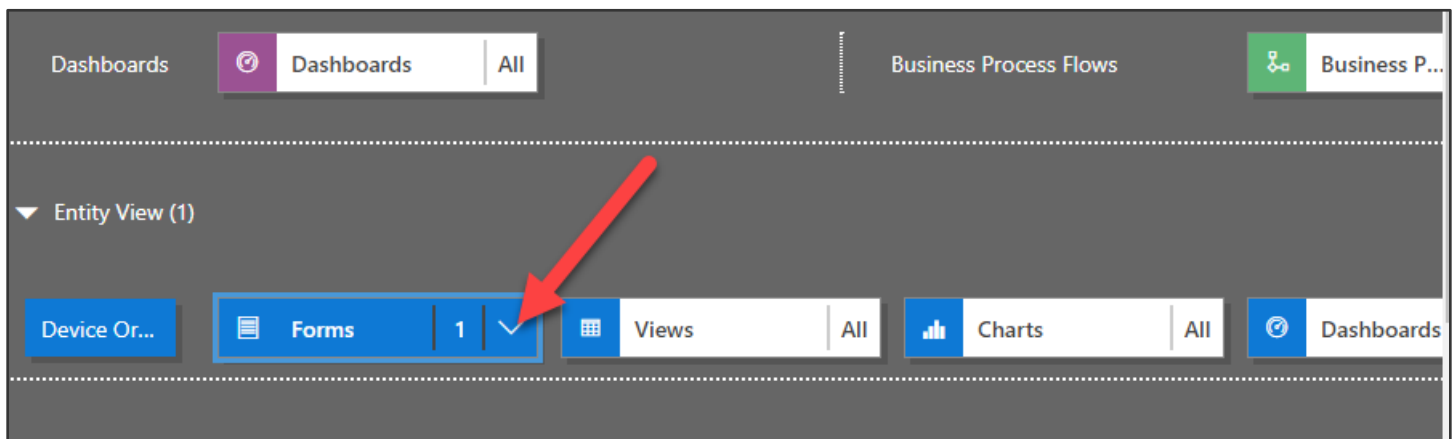 Dashboards Dashboards All Business Process Flows Business P...
Entity View (1)
Device Or... Forms 1 Views All Charts All Dashboards